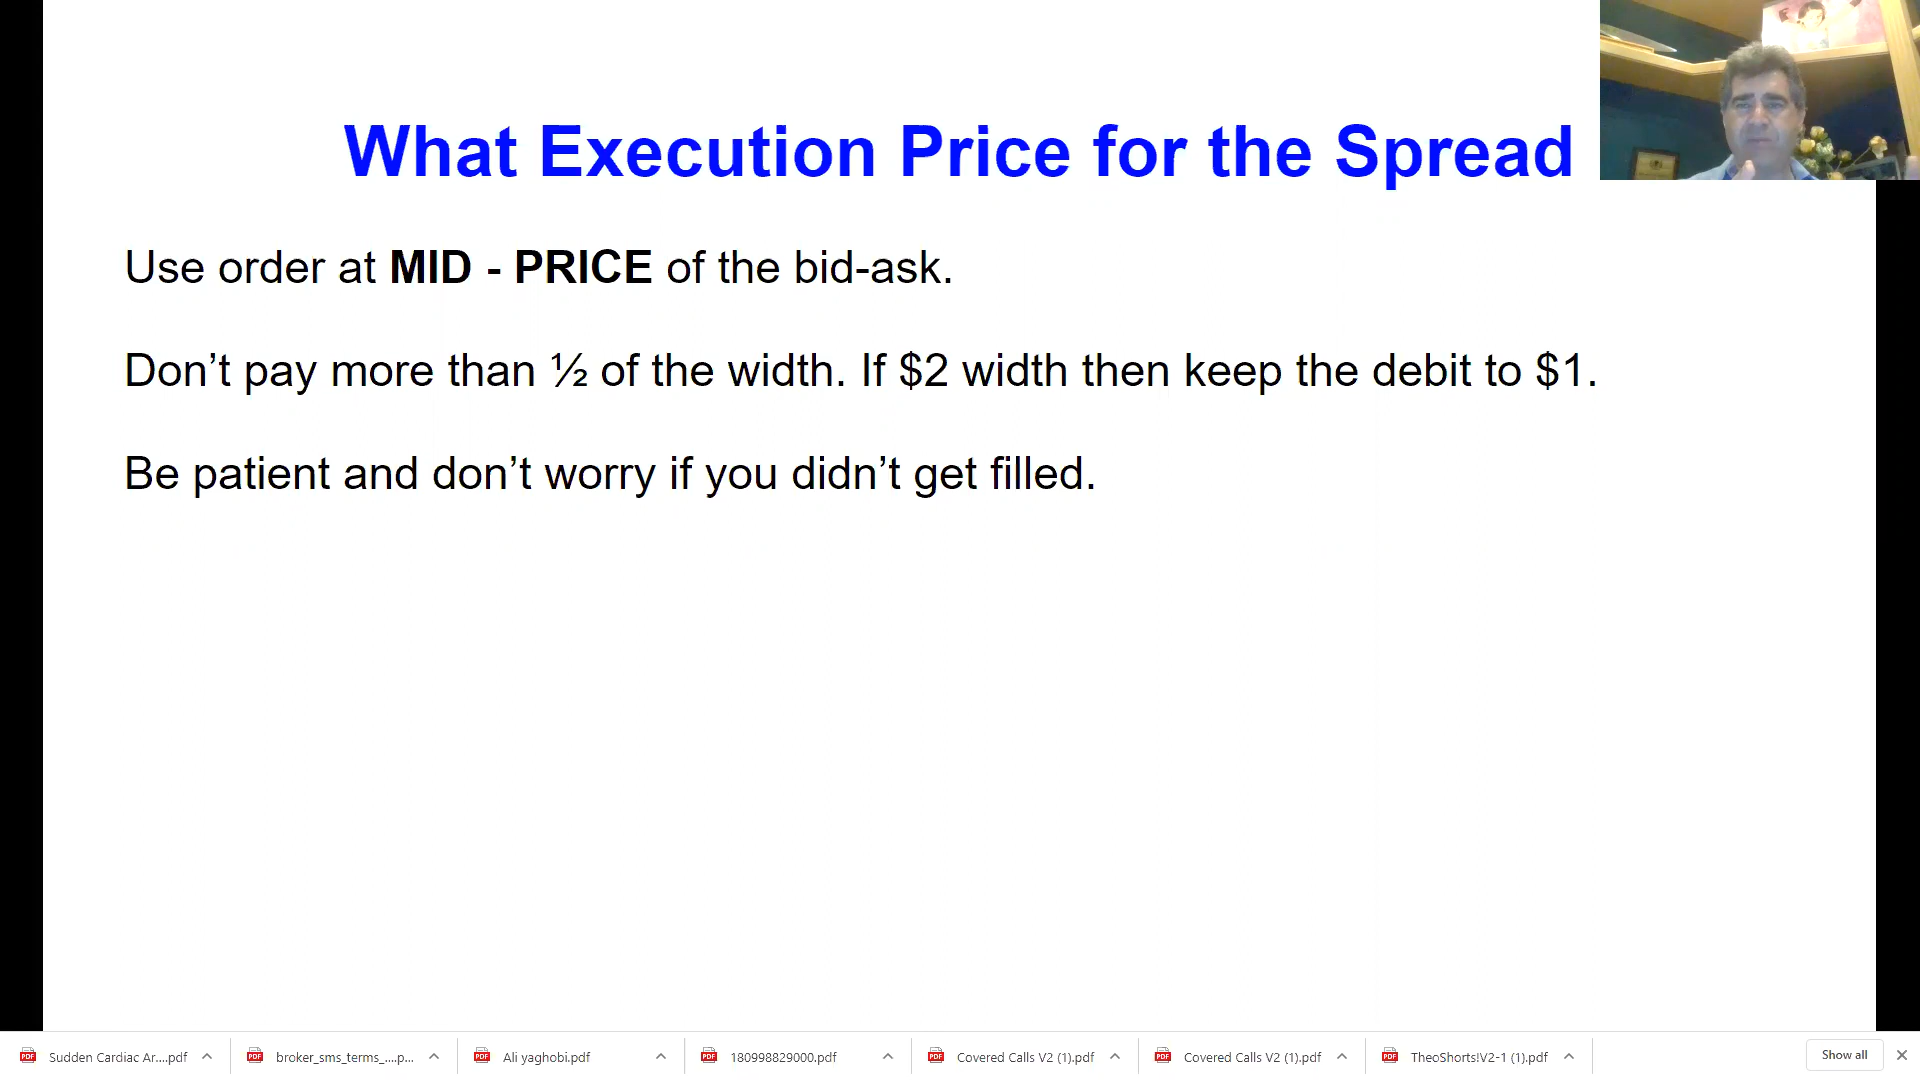 What Execution Price for the Spread
Use order at MID - PRICE of the bid-ask.
Don’t pay more than ½ of the width. If $2 width then keep the debit to $1.
Be patient and don’t worry if you didn’t get filled.
Sudden Cardiac Ar....pdf
broker_sms_terms_....p...
Ali yaghobi.pdf
180998829000.pdf
Covered Calls V2 (1).pdf
Covered Calls V2 (1).pdf
TheoShorts!V2-1 (1).pdf
Show all